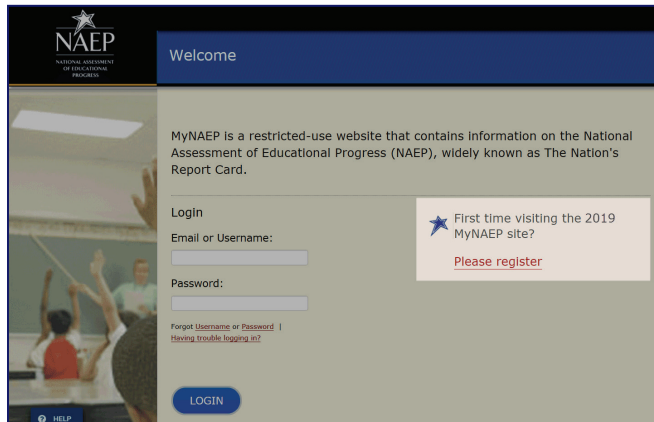 NAEP
NATIONAL ASSESSMENT
OF EDUCATIONAL
PROGRESS
Welcome
MyNAEP is a restricted-use website that contains information on the National
Assessment of Educational Progress (NAEP), widely known as The Nation's
Report Card.
Login
Email or Username:
Password:
Forgot Username or Password |
Having trouble logging in?
LOGIN
First time visiting the 2019
MyNAEP site?
Please register
HELP